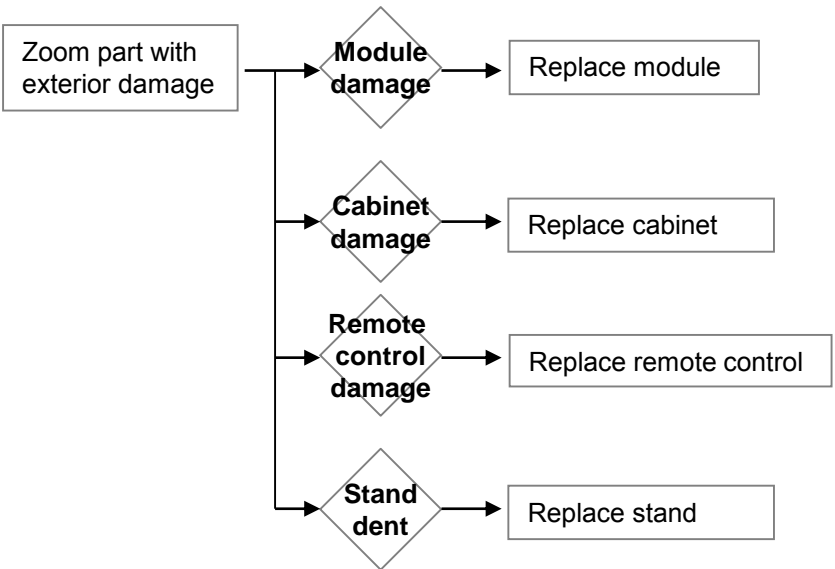 Zoom part with
exterior damage
Module
damage
Replace module
Cabinet
damage
Replace cabinet
Remote
control
damage
Replace remote control
Stand
dent
Replace stand